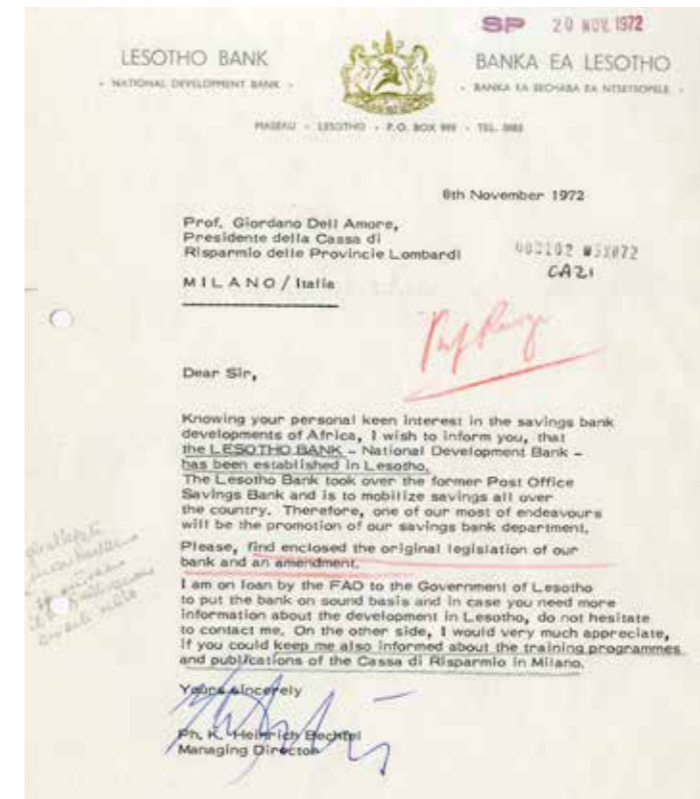 SP 20 NOV. 1972
LESOTHO BANK
- NATIONAL DEVELOPMENT BANK -
BANKA EA LESOTHO
- BANKA EA SECHABA EA NTSETSOPELE -
MASERU - LESOTHO - P.O. BOX 999 - TEL.
8th November 1972
Prof. Giordano Dell Amore,
Presidente della Cassa di
Risparmio delle Provincie Lombardi
MILANO/Italia
CAZI
Dear Sir,
Knowing your personal keen interest in the savings bank
developments of Africa, I wish to inform you, that
the LESOTHO BANK - National Development Bank -
has been established in Lesotho.
The Lesotho Bank took over the former Post Office
Savings Bank and is to mobilize savings all over
the country. Therefore, one of our most of endeavours
will be the promotion of our savings bank department.
Please, find enclosed the original legislation of our
bank and an amendment.
I am on loan by the FAO to the Government of Lesotho
to put the bank on sound basis and in case you need more
information about the development in Lesotho, do not hesitate
to contact me. On the other side, I would very much appreciate,
if you could keep me also informed about the training programmes
and publications of the Cassa di Risparmio in Milano.
Yours sincerely
Ph. K. Heinrich Bechtel
Managing Director